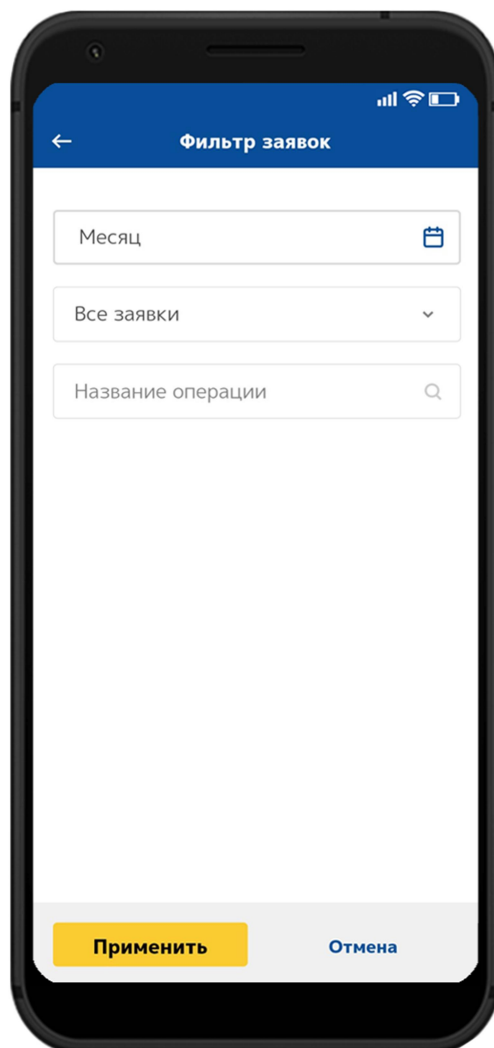 Фильтр заявок
Месяц
Все заявки
Название операции
Применить
Отмена